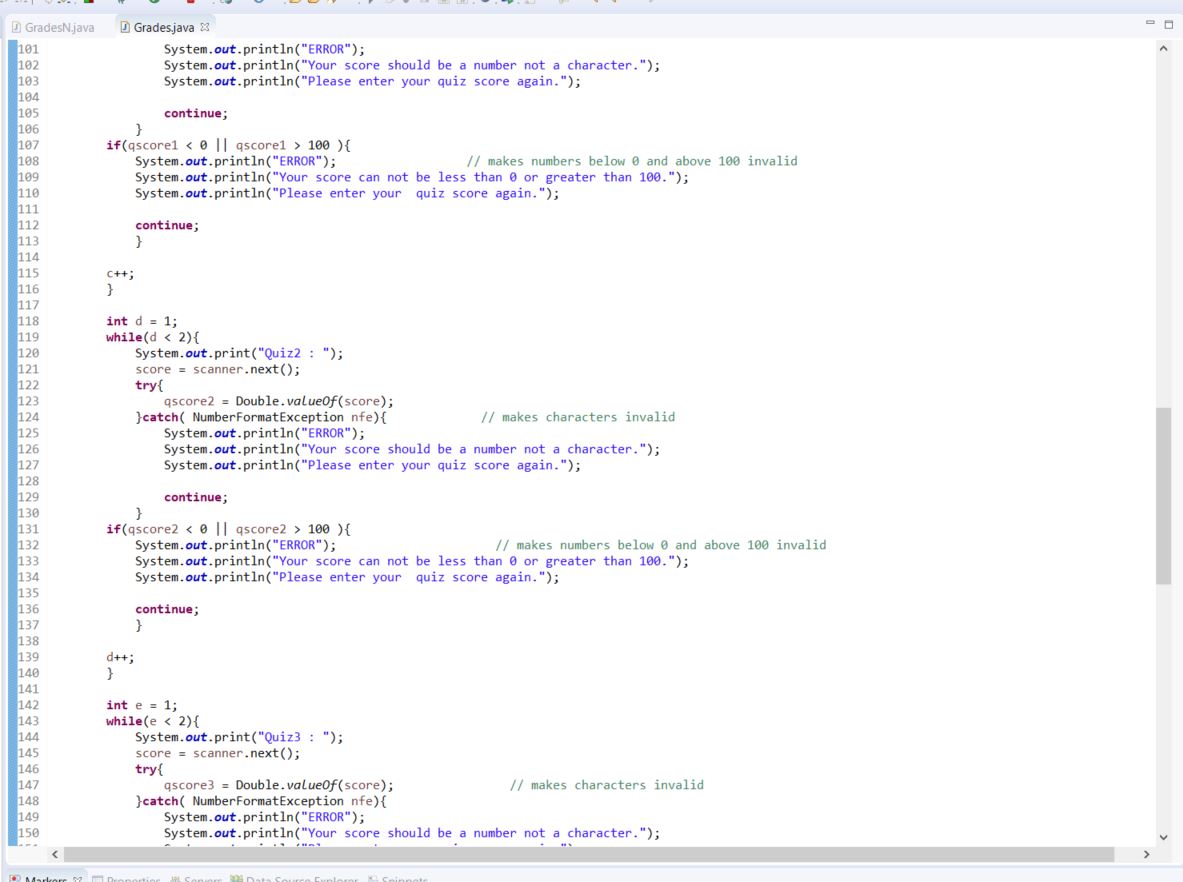 GradesN.java Grades.java
101 System.out.println("ERROR");
102 System.out.println("Your score should be a number not a character.");
103 System.out.println("Please enter your quiz score again.");
104
105 continue;
106 }
107 if(qscore1 < 0 || qscore1 > 100 ){
108 System.out.println("ERROR"); // makes numbers below 0 and above 100 invalid
109 System.out.println("Your score can not be less than 0 or greater than 100.");
110 System.out.println("Please enter your  quiz score again.");
111
112 continue;
113 }
114
115 c++;
116 }
117
118 int d = 1;
119 while(d < 2){
120 System.out.print("Quiz2 : ");
121 score = scanner.next();
122 try{
123 qscore2 = Double.valueOf(score);
124 }catch( NumberFormatException nfe){ // makes characters invalid
125 System.out.println("ERROR");
126 System.out.println("Your score should be a number not a character.");
127 System.out.println("Please enter your quiz score again.");
128
129 continue;
130 }
131 if(qscore2 < 0 || qscore2 > 100 ){
132 System.out.println("ERROR"); // makes numbers below 0 and above 100 invalid
133 System.out.println("Your score can not be less than 0 or greater than 100.");
134 System.out.println("Please enter your  quiz score again.");
135
136 continue;
137 }
138
139 d++;
140 }
141
142 int e = 1;
143 while(e < 2){
144 System.out.print("Quiz3 : ");
145 score = scanner.next();
146 try{
147 qscore3 = Double.valueOf(score); // makes characters invalid
148 }catch( NumberFormatException nfe){
149 System.out.println("ERROR");
150 System.out.println("Your score should be a number not a character.");
Markers Properties Servers Data Source Explorer Snippets